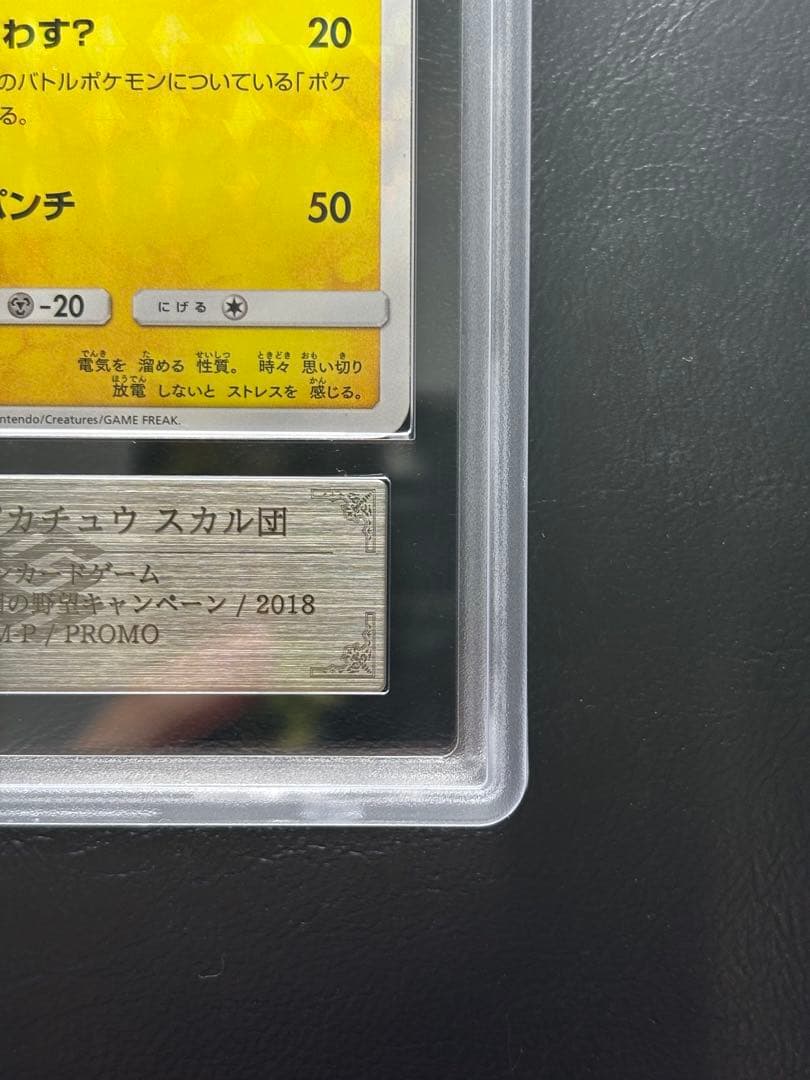 わす? 20
のバトルポケモンについている「ポケ
る。
パンチ 50
-20 にげる
電気を 溜める 性質。 時々 思い切り
放電 しないと ストレスを 感じる。
ntendo/Creatures/GAME FREAK.
カチュウ スカル団
ンカードゲーム
の野望キャンペーン / 2018
M-P / PROMO